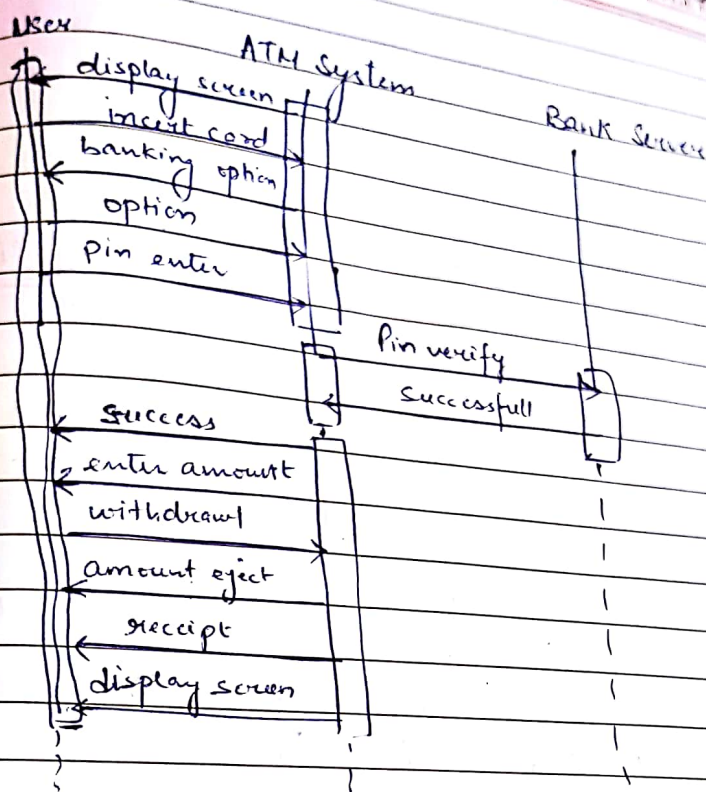 User
ATM System
Bank Server
display screen
insert card
banking option
option
Pin enter
Pin verify
Successfull
success
enter amount
withdrawl
amount eject
receipt
display screen